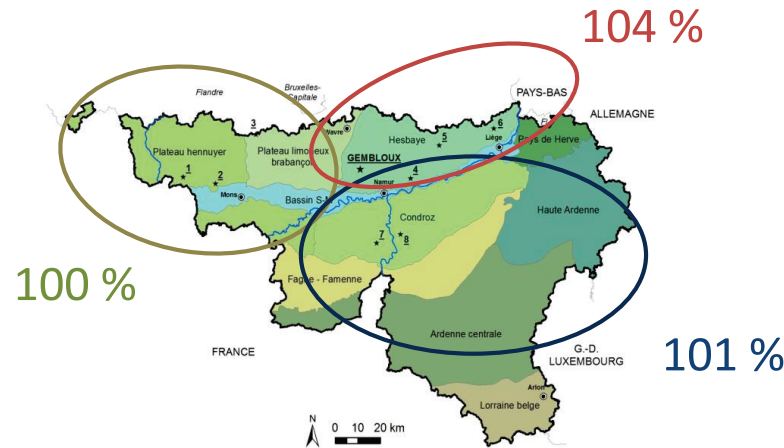 104 %
Flandre
Bruxelles-
Capitale
PAYS-BAS
ALLEMAGNE
3
Wavre
5
6
Liège
Pays de Herve
Hesbaye
Plateau hennuyer
Plateau limoneux
brabançon
GEMBLOUX
1
2
4
Mons
Namur
Bassin S-M
Condroz
Haute Ardenne
7
8
Fagne - Famenne
100 %
Ardenne centrale
FRANCE
G.-D.
LUXEMBOURG
101 %
Arlon
Lorraine belge
N
0 10 20 km